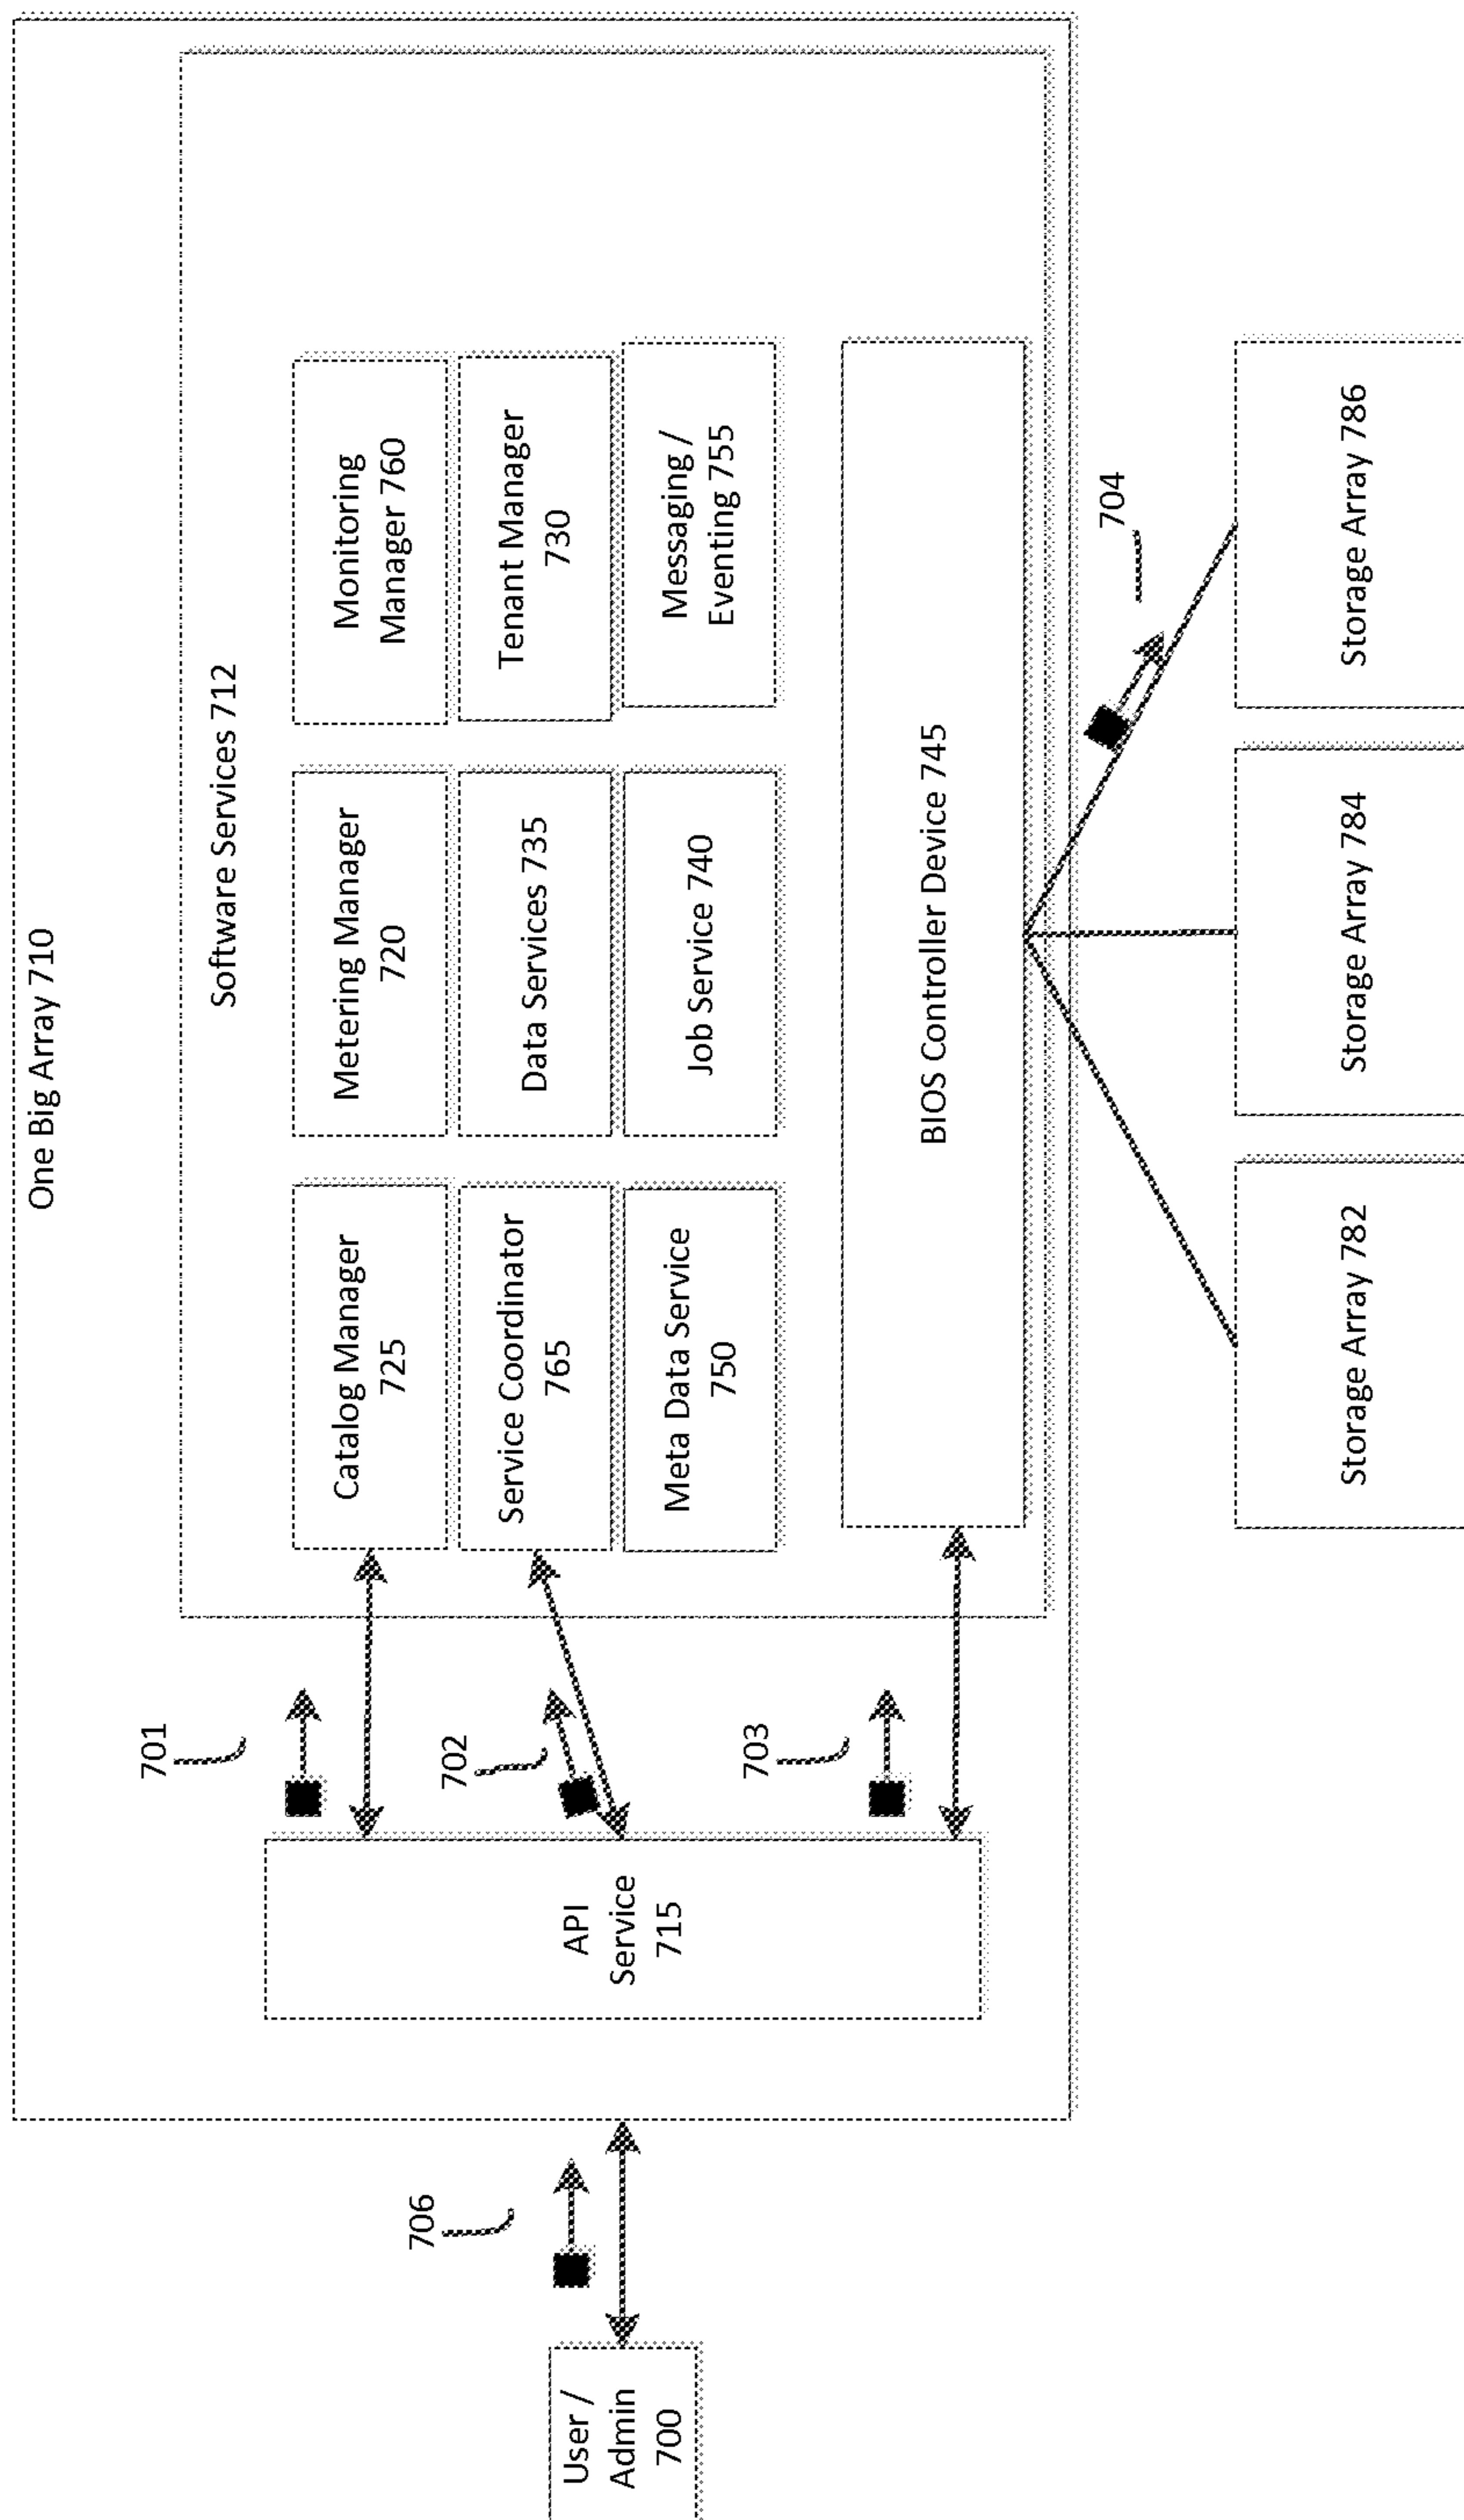 One Big Array 710
Software Services 712
Catalog Manager
725
Metering Manager
720
Monitoring
Manager 760
Service Coordinator
765
Data Services 735
Tenant Manager
730
Meta Data Service
750
Job Service 740
Messaging /
Eventing 755
BIOS Controller Device 745
API
Service
715
701
702
703
706
User /
Admin
700
704
Storage Array 782
Storage Array 784
Storage Array 786